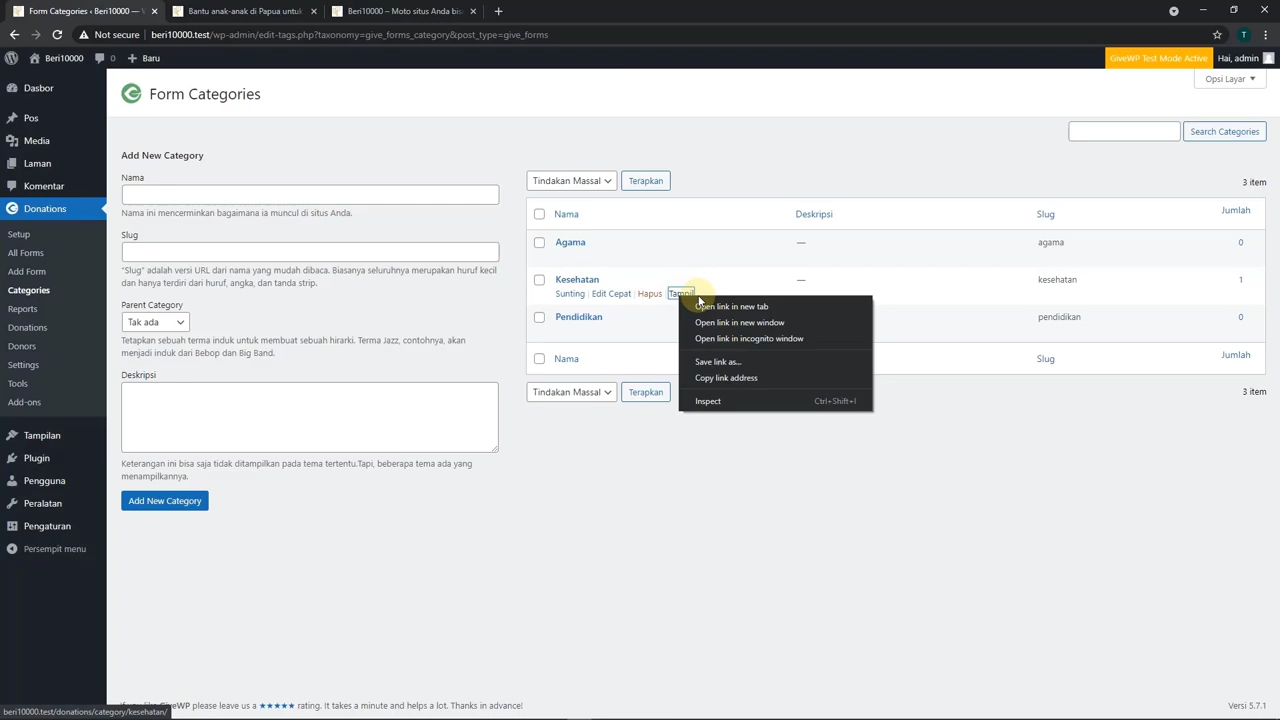 Form Categories ‹ Beri10000 — W
Bantu anak-anak di Papua untuk
Beri10000 – Moto situs Anda bis
Not secure
beri10000.test/wp-admin/edit-tags.php?taxonomy=give_forms_category&post_type=give_forms
T
Beri10000
0
Baru
GiveWP Test Mode Active
Hai, admin
Dasbor
Pos
Media
Laman
Komentar
Donations
Setup
All Forms
Add Form
Categories
Reports
Donations
Donors
Settings
Tools
Add-ons
Tampilan
Plugin
Pengguna
Peralatan
Pengaturan
Persempit menu
Opsi Layar
Form Categories
Search Categories
Add New Category
Nama
Nama ini mencerminkan bagaimana ia muncul di situs Anda.
Slug
"Slug" adalah versi URL dari nama yang mudah dibaca. Biasanya seluruhnya merupakan huruf kecil
dan hanya terdiri dari huruf, angka, dan tanda strip.
Parent Category
Tak ada
Tetapkan sebuah terma induk untuk membuat sebuah hirarki. Terma Jazz, contohnya, akan
menjadi induk dari Bebop dan Big Band.
Deskripsi
Keterangan ini bisa saja tidak ditampilkan pada tema tertentu.Tapi, beberapa tema ada yang
menampilkannya.
Add New Category
Tindakan Massal
Terapkan
3 item
Nama
Deskripsi
Slug
Jumlah
Agama
—
agama
0
Kesehatan
—
kesehatan
1
Sunting | Edit Cepat | Hapus | Tampil
Pendidikan
pendidikan
0
Nama
Slug
Jumlah
Tindakan Massal
Terapkan
3 item
Open link in new tab
Open link in new window
Open link in incognito window
Save link as...
Copy link address
Inspect
Ctrl+Shift+I
GiveWP please leave us a ★★★★★ rating. It takes a minute and helps a lot. Thanks in advance!
Versi 5.7.1
beri10000.test/donations/category/kesehatan/